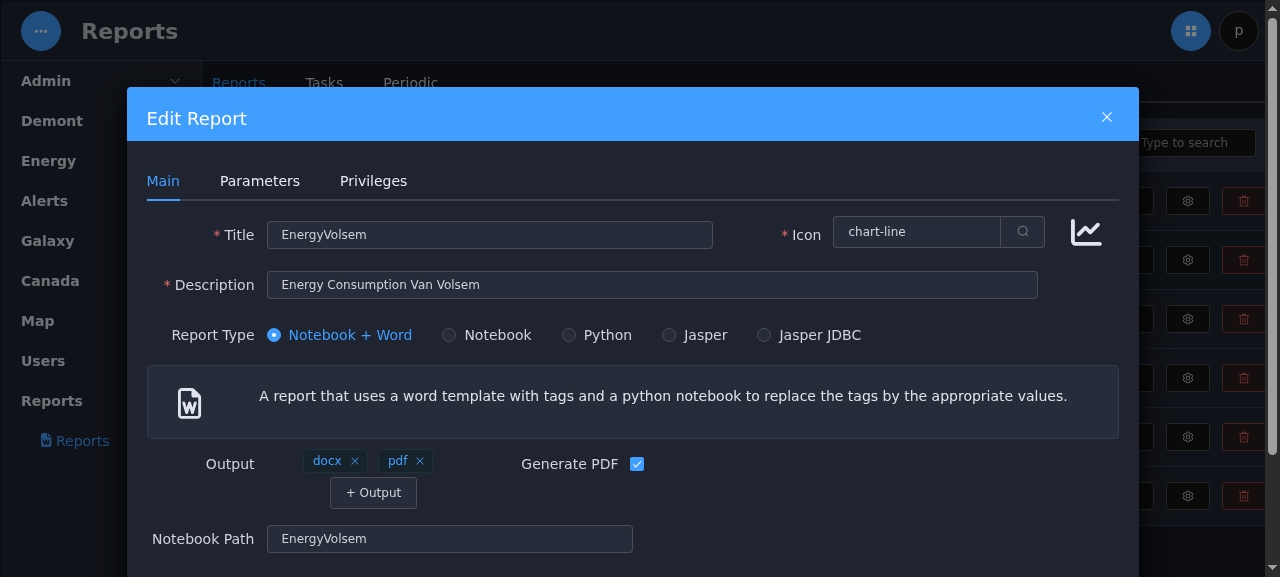 Reports
p
Admin
Demont
Energy
Alerts
Galaxy
Canada
Map
Users
Reports
Reports
Reports Tasks Periodic
Type to search
Edit Report
Main Parameters Privileges
* Title EnergyVolsem * Icon chart-line
* Description Energy Consumption Van Volsem
Report Type Notebook + Word Notebook Python Jasper Jasper JDBC
A report that uses a word template with tags and a python notebook to replace the tags by the appropriate values.
Output docx pdf Generate PDF
+ Output
Notebook Path EnergyVolsem